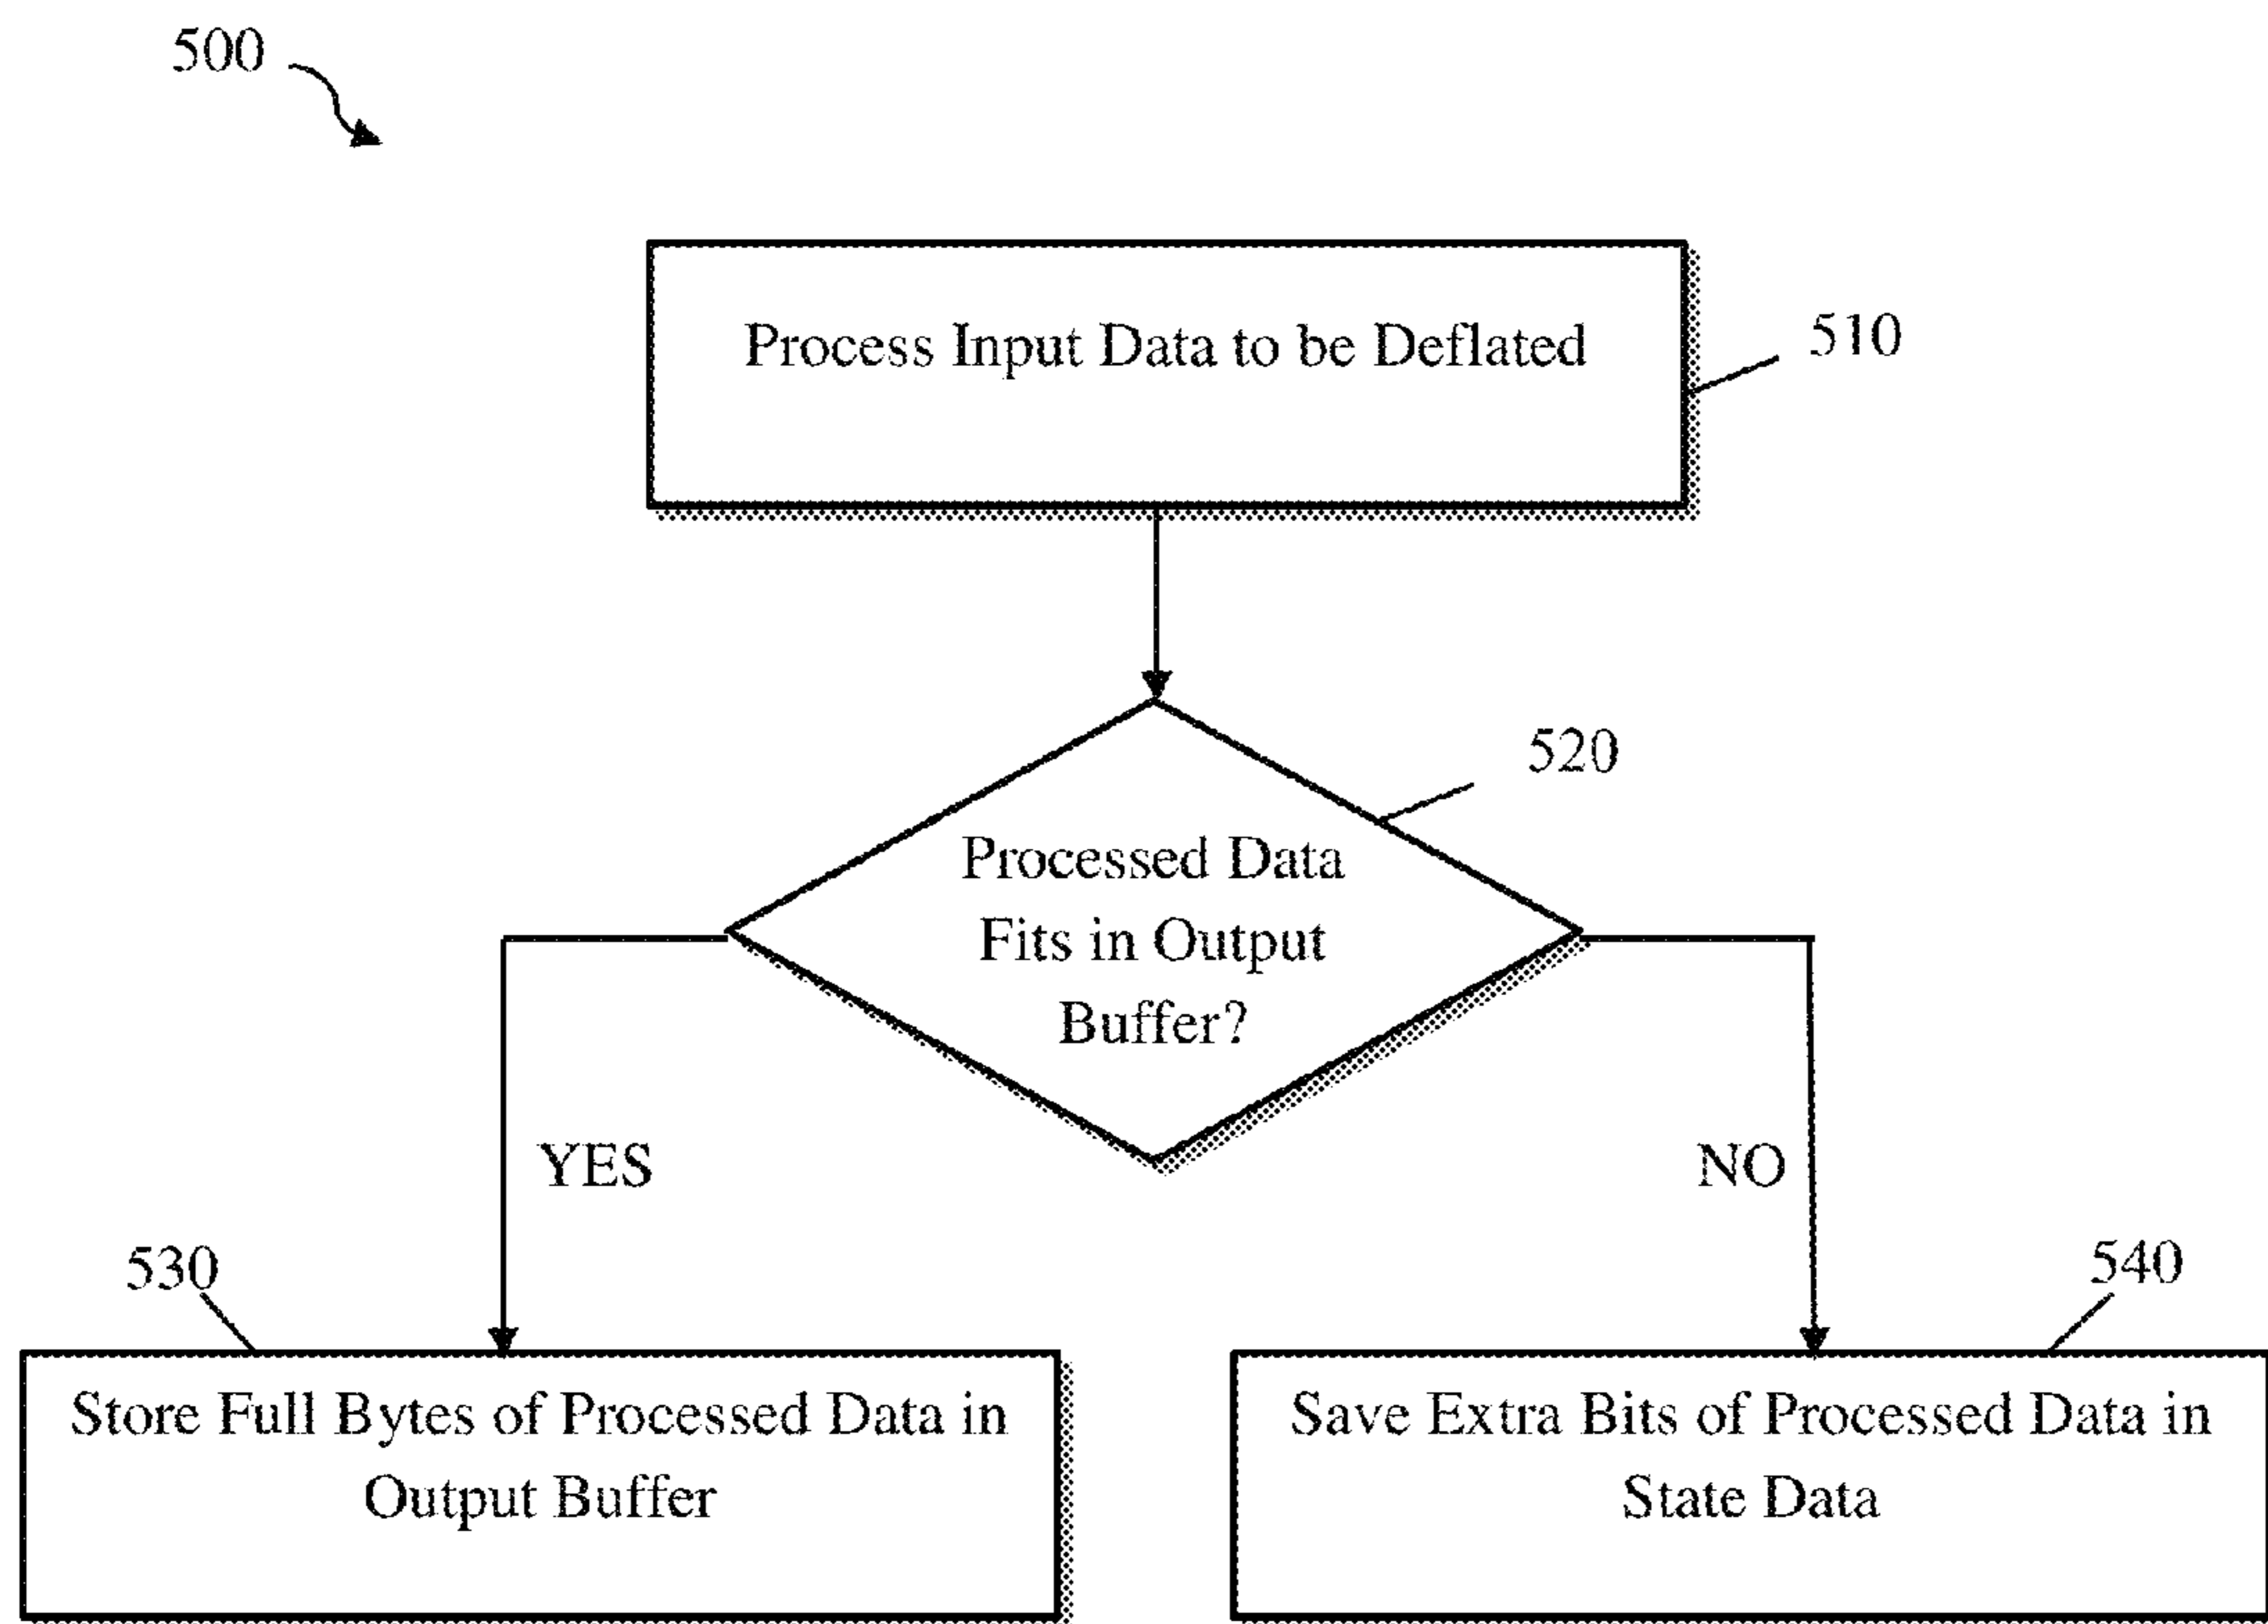 500
Process Input Data to be Deflated
510
520
Processed Data
Fits in Output
Buffer?
YES
NO
530
540
Store Full Bytes of Processed Data in
Output Buffer
Save Extra Bits of Processed Data in
State Data